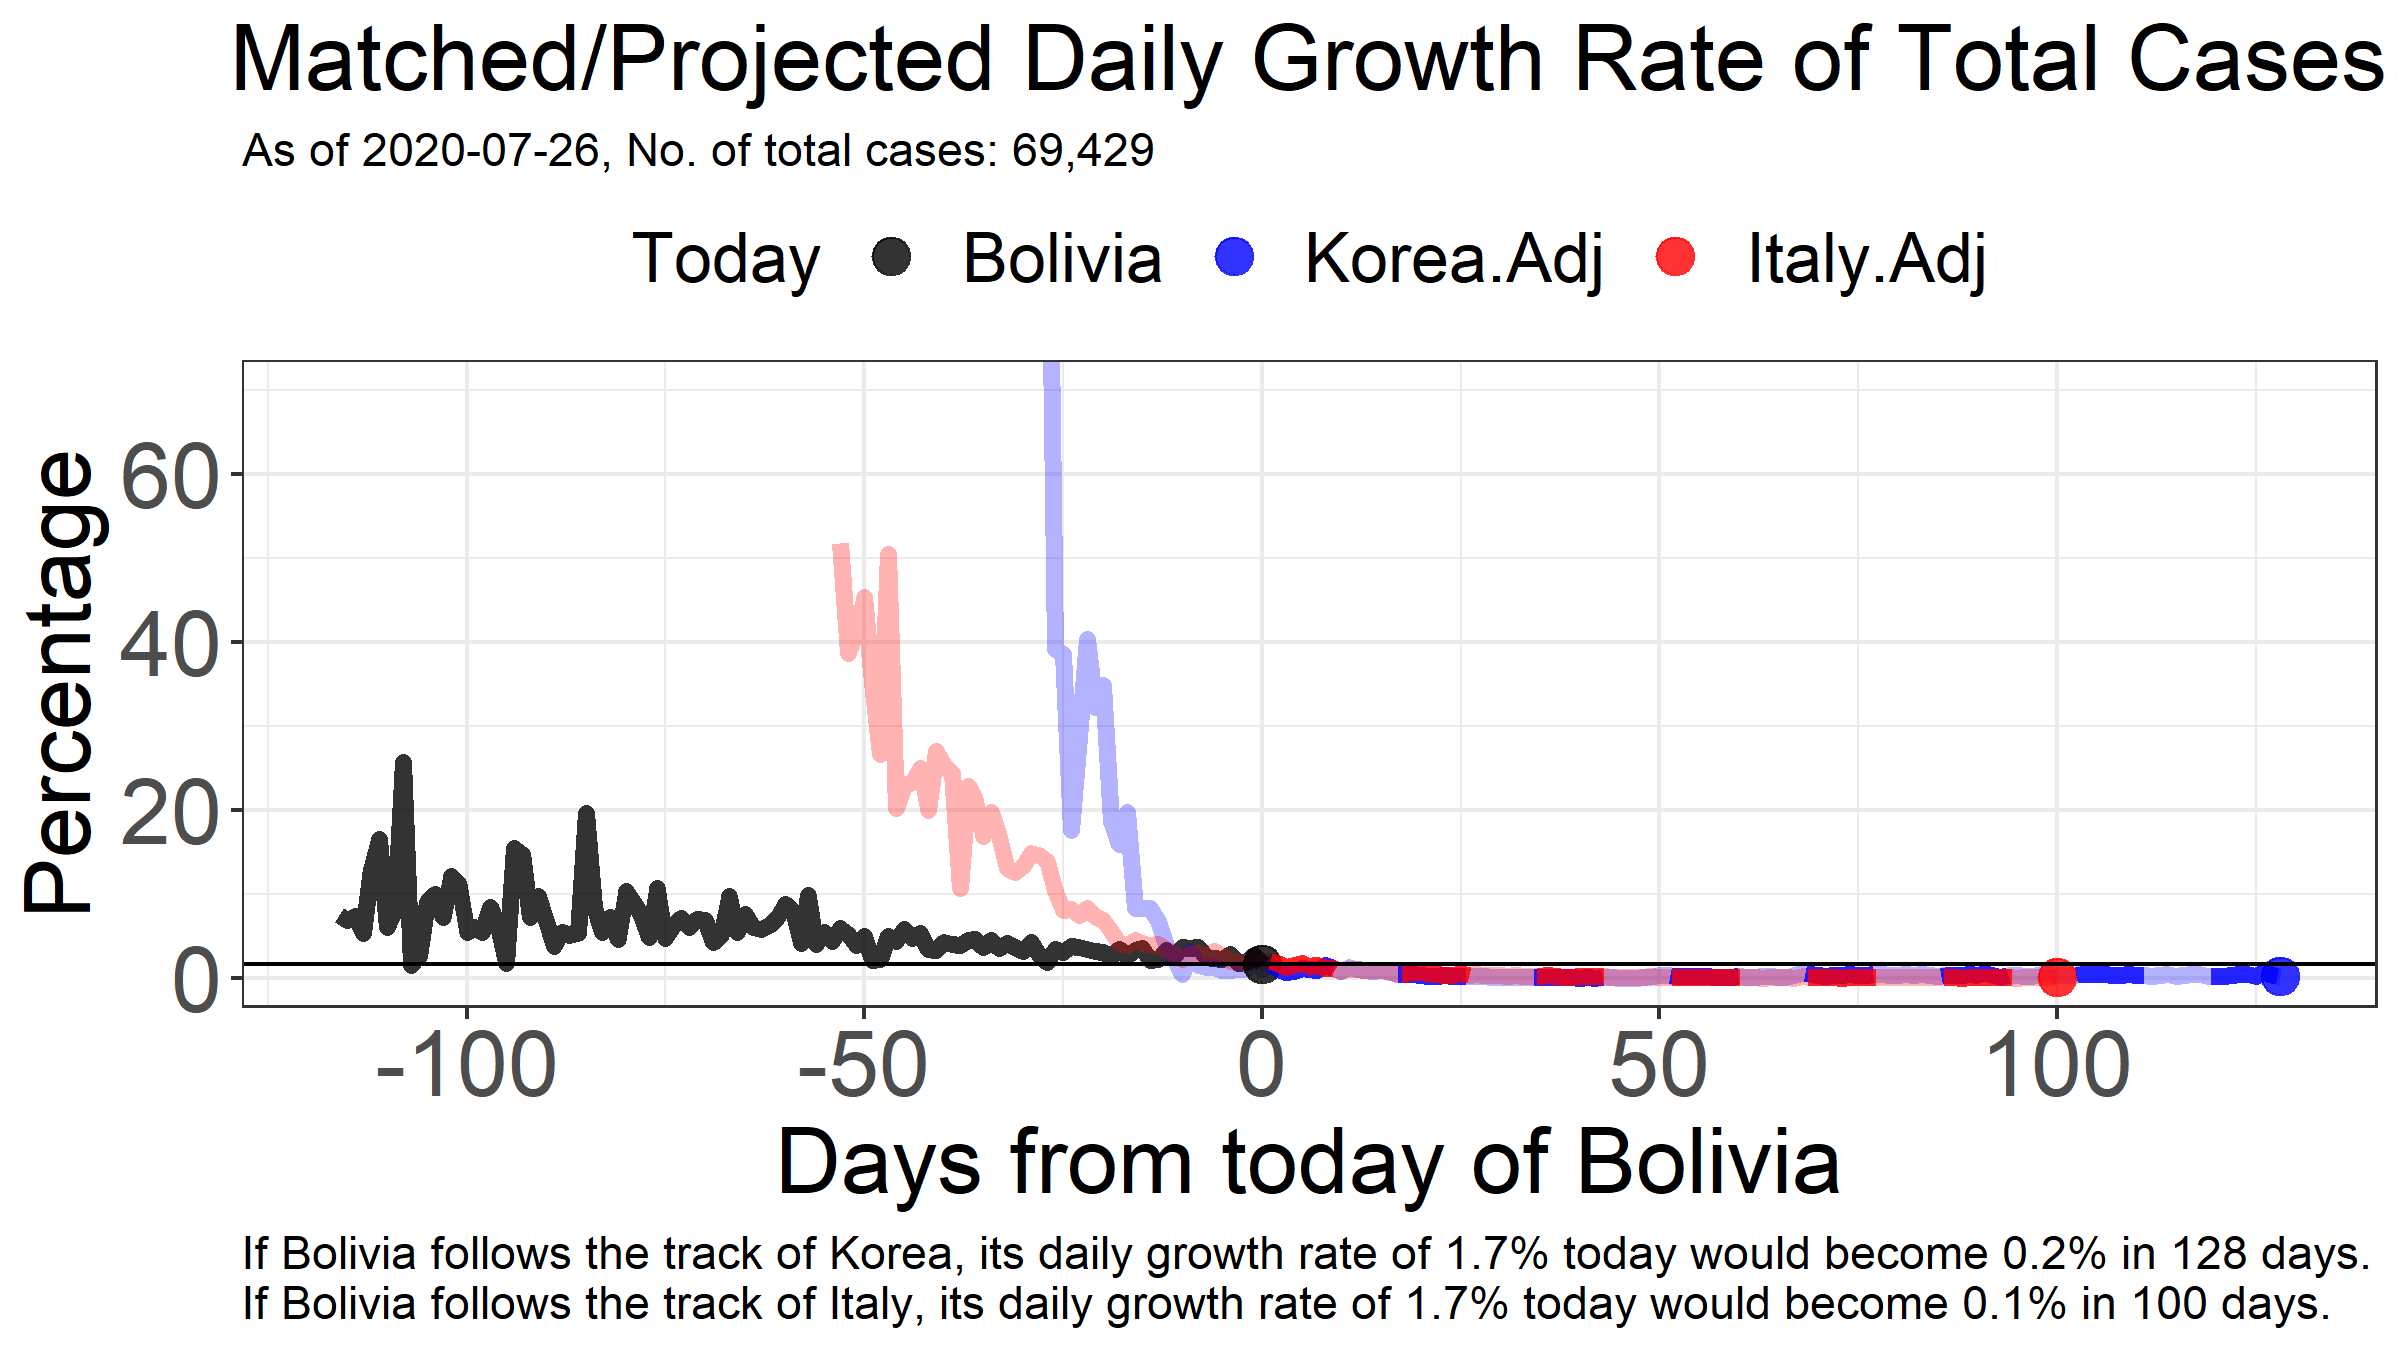 Matched/Projected Daily Growth Rate of Total Cases
As of 2020-07-26, No. of total cases: 69,429
Today Bolivia Korea.Adj Italy.Adj
Percentage
60
40
20
0
-100 -50 0 50 100
Days from today of Bolivia
If Bolivia follows the track of Korea, its daily growth rate of 1.7% today would become 0.2% in 128 days.
If Bolivia follows the track of Italy, its daily growth rate of 1.7% today would become 0.1% in 100 days.